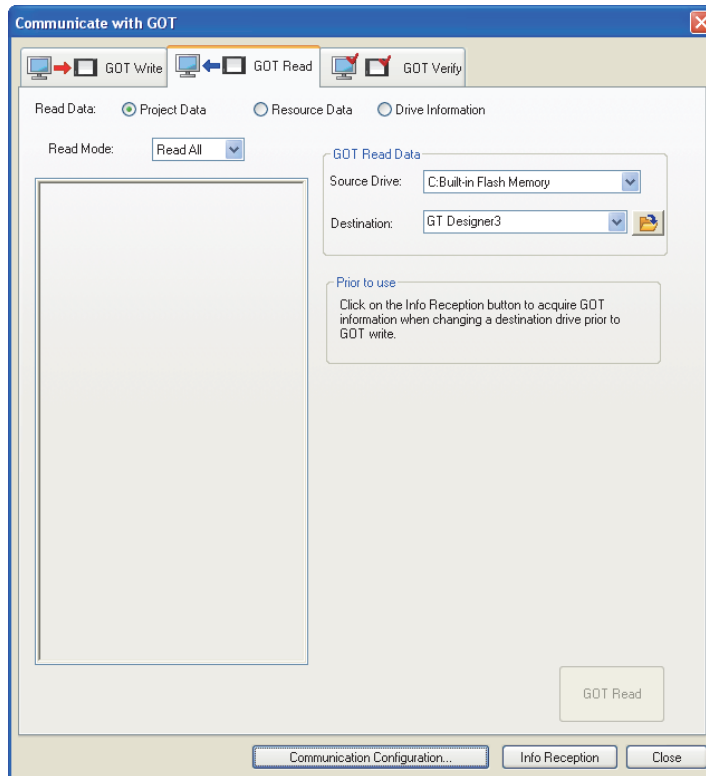 Communicate with GOT
GOT Write
GOT Read
GOT Verify
Read Data:
Project Data
Resource Data
Drive Information
Read Mode:
Read All
GOT Read Data
Source Drive:
C:Built-in Flash Memory
Destination:
GT Designer3
Prior to use
Click on the Info Reception button to acquire GOT
information when changing a destination drive prior to
GOT write.
GOT Read
Communication Configuration...
Info Reception
Close